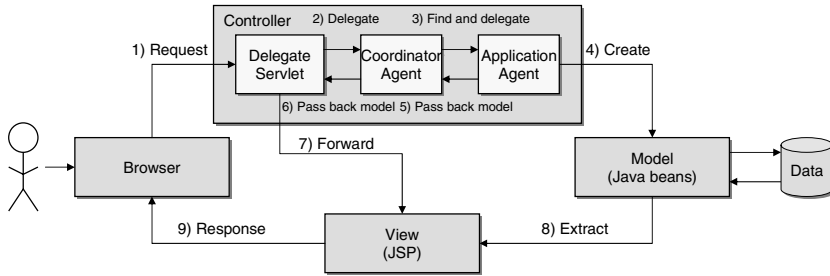 Controller
2) Delegate
3) Find and delegate
1) Request
Delegate
Servlet
Coordinator
Agent
Application
Agent
4) Create
6) Pass back model
5) Pass back model
7) Forward
Browser
Model
(Java beans)
Data
9) Response
View
(JSP)
8) Extract